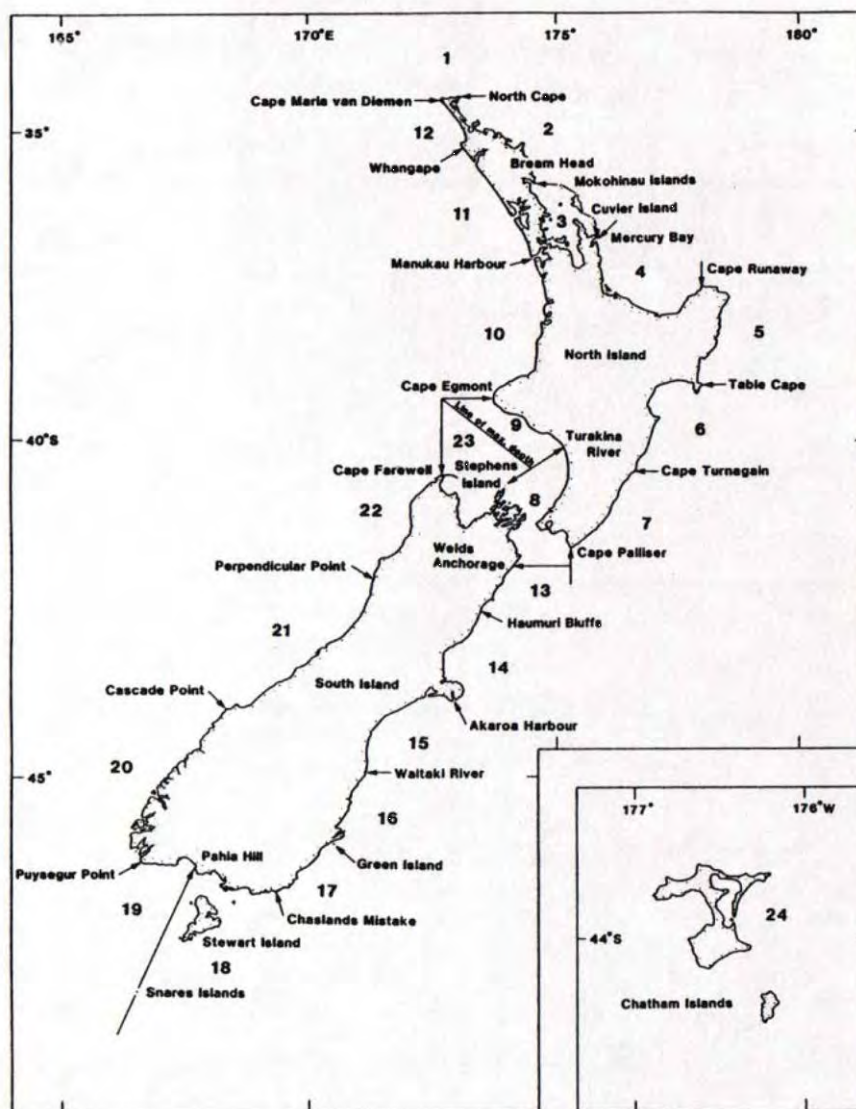 165° 170°E 175° 180°
1
Cape Maria van Diemen North Cape
2
12
35°
Whangape
Bream Head
Mokohinau Islands
11
3
Cuvier Island
Mercury Bay
Manukau Harbour
4
Cape Runaway
10
5
North Island
Cape Egmont
Table Cape
Line of max. depth
9
6
40°S
23
Turakina
River
Cape Farewell
Stephens
Island
Cape Turnagain
22
8
7
Welds
Anchorage
Cape Palliser
Perpendicular Point
13
Haumuri Bluffs
21
14
South Island
Cascade Point
Akaroa Harbour
15
20
45°
Waitaki River
16
177° 176°W
Pahia Hill
Green Island
Puysegur Point
17
19
Chaslands Mistake
24
Stewart Island
44°S
18
Snares Islands
Chatham Islands